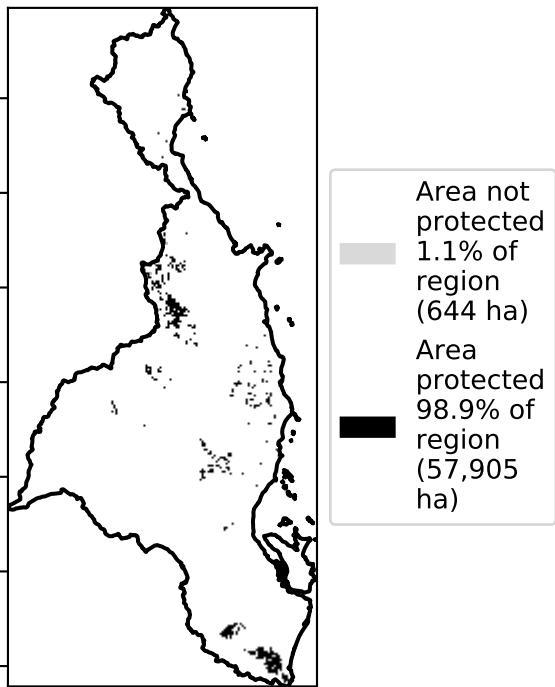 Area not
protected
1.1% of
region
(644 ha)
Area
protected
98.9% of
region
(57,905
ha)